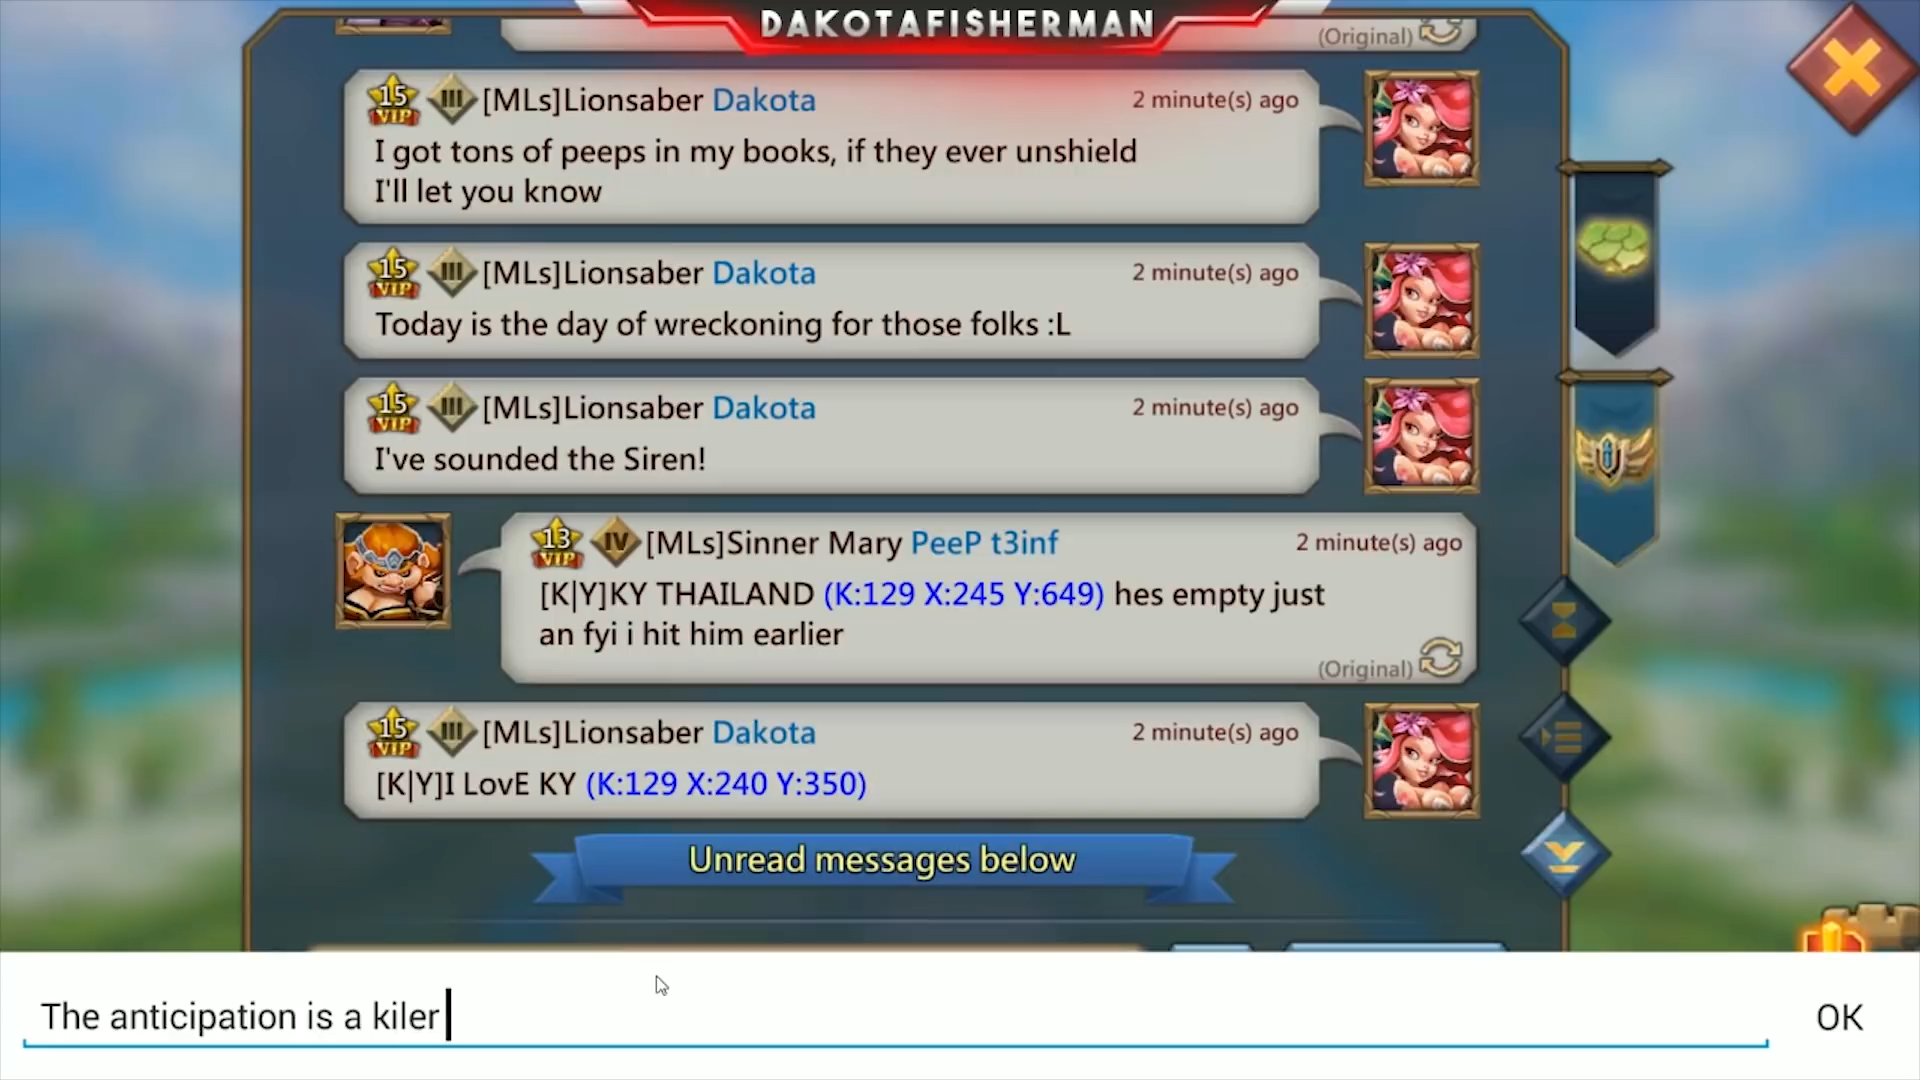 DAKOTAFISHERMAN
(Original)
15 VIP III [MLs]Lionsaber Dakota 2 minute(s) ago
I got tons of peeps in my books, if they ever unshield
I'll let you know
15 VIP III [MLs]Lionsaber Dakota 2 minute(s) ago
Today is the day of wreckoning for those folks :L
15 VIP III [MLs]Lionsaber Dakota 2 minute(s) ago
I've sounded the Siren!
13 VIP IV [MLs]Sinner Mary PeeP t3inf 2 minute(s) ago
[K|Y]KY THAILAND (K:129 X:245 Y:649) hes empty just
an fyi i hit him earlier
(Original)
15 VIP III [MLs]Lionsaber Dakota 2 minute(s) ago
[K|Y]I LovE KY (K:129 X:240 Y:350)
Unread messages below
The anticipation is a kiler
OK